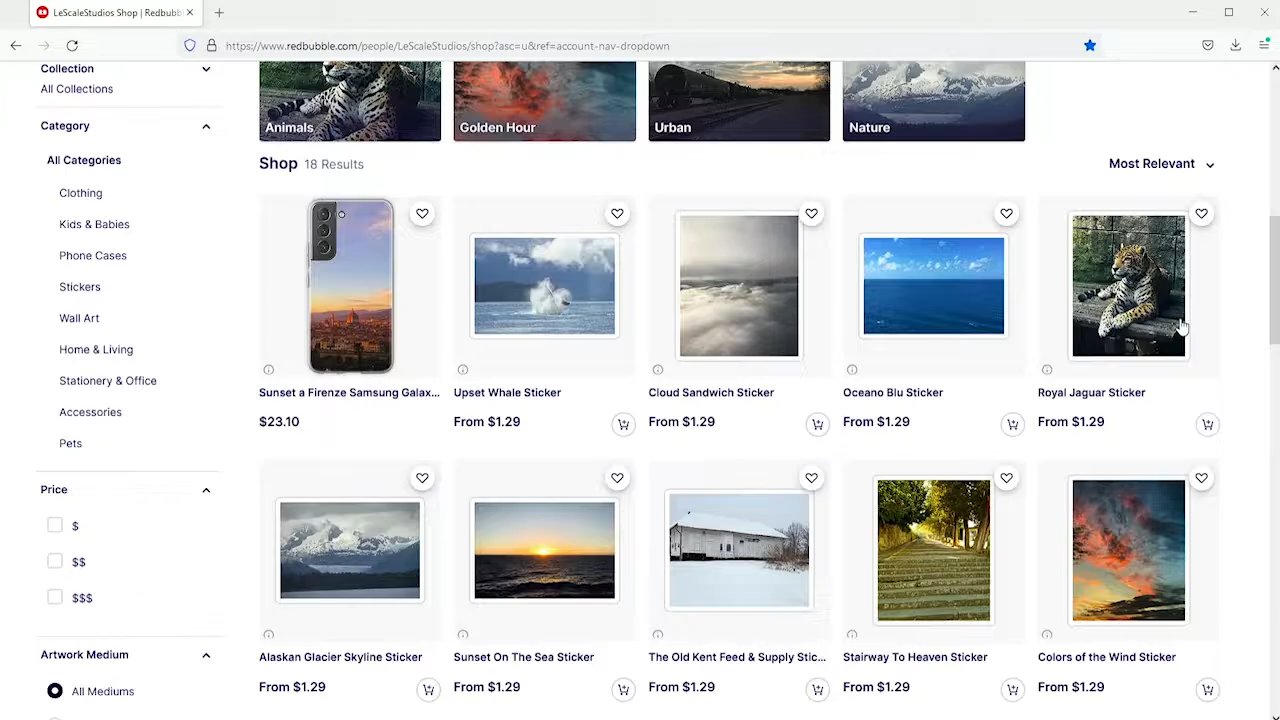 LeScaleStudios Shop | Redbubbl
https://www.redbubble.com/people/LeScaleStudios/shop?asc=u&ref=account-nav-dropdown
Collection
All Collections
Category
All Categories
Clothing
Kids & Babies
Phone Cases
Stickers
Wall Art
Home & Living
Stationery & Office
Accessories
Pets
Price
$
$$
$$$
Artwork Medium
All Mediums
Animals
Golden Hour
Urban
Nature
Shop 18 Results
Most Relevant
Sunset a Firenze Samsung Galax...
$23.10
Upset Whale Sticker
From $1.29
Cloud Sandwich Sticker
From $1.29
Oceano Blu Sticker
From $1.29
Royal Jaguar Sticker
From $1.29
Alaskan Glacier Skyline Sticker
From $1.29
Sunset On The Sea Sticker
From $1.29
The Old Kent Feed & Supply Stic...
From $1.29
Stairway To Heaven Sticker
From $1.29
Colors of the Wind Sticker
From $1.29